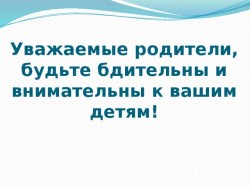 Уважаемые родители,
будьте бдительны и
внимательны к вашим
детям!